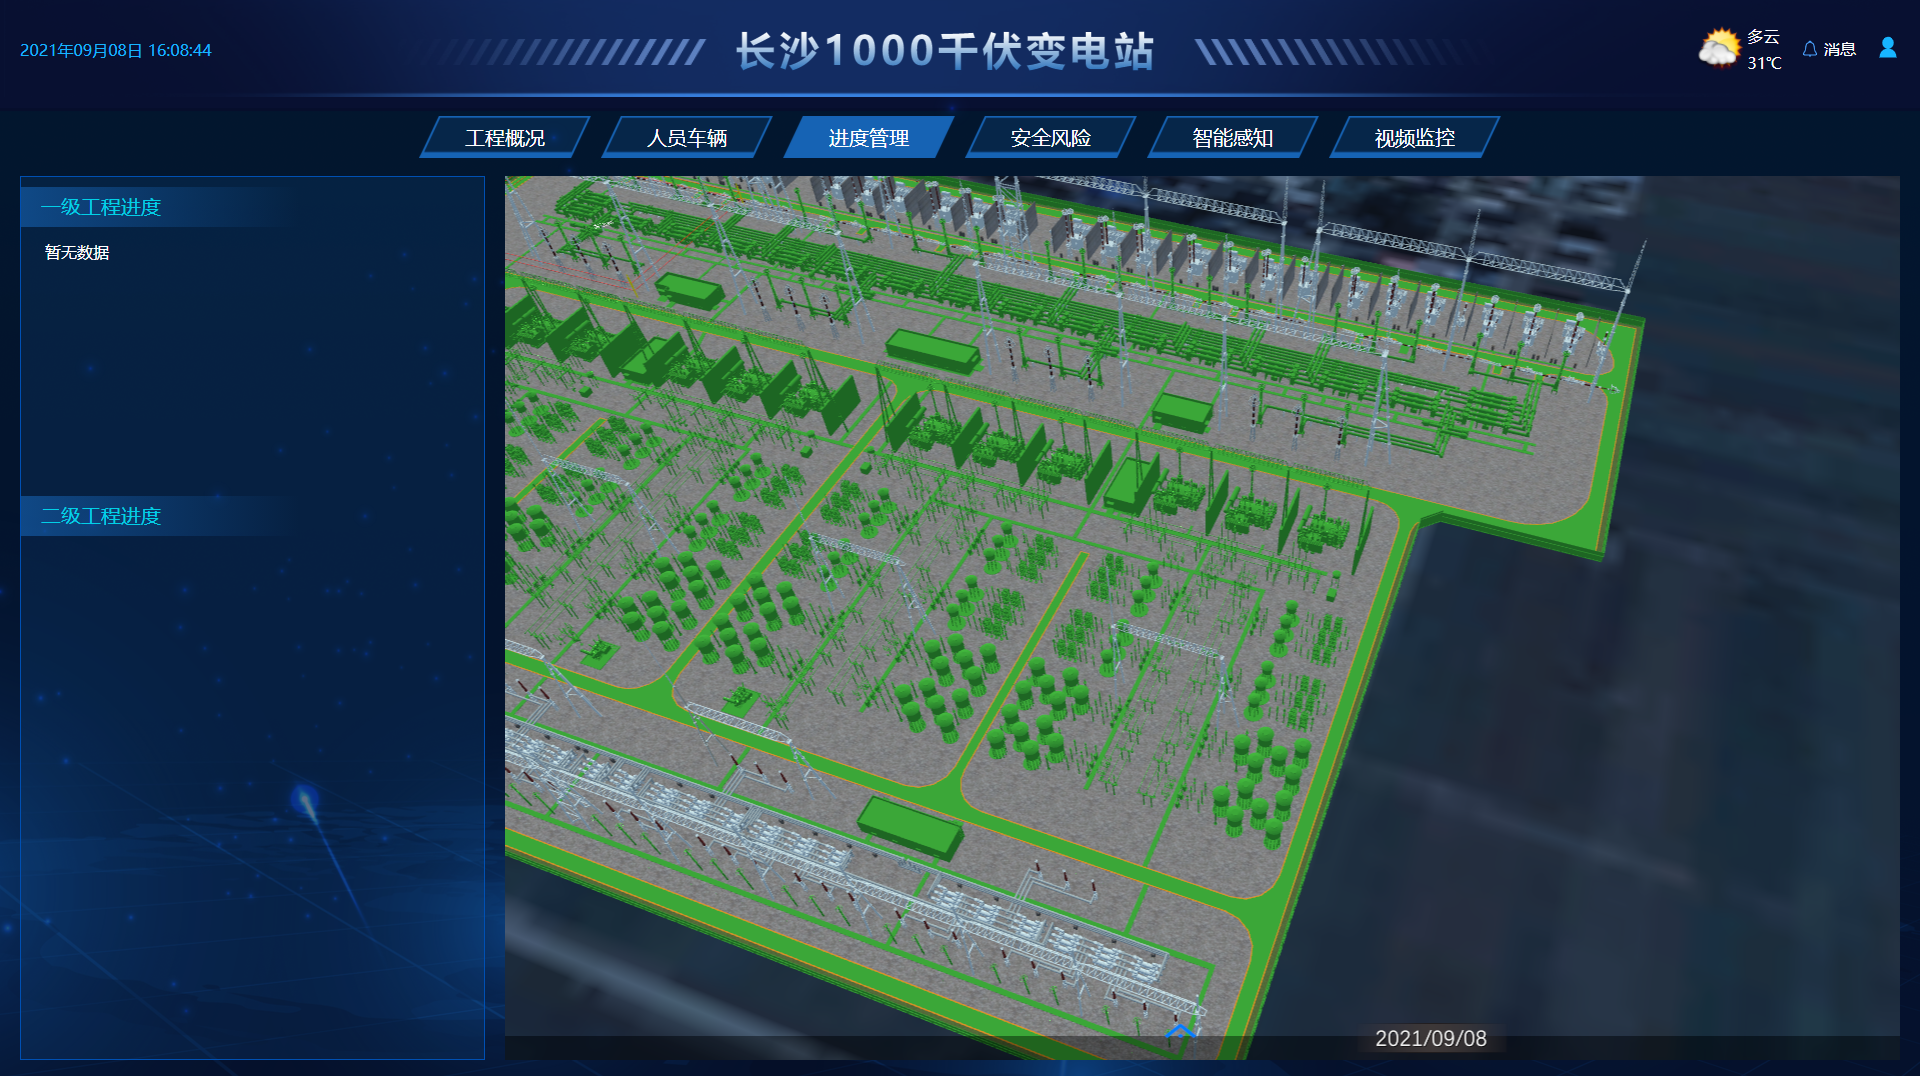 2021年09月08日 16:08:44
长沙1000千伏变电站
多云
31℃
消息
工程概况
人员车辆
进度管理
安全风险
智能感知
视频监控
一级工程进度
暂无数据
二级工程进度
2021/09/08